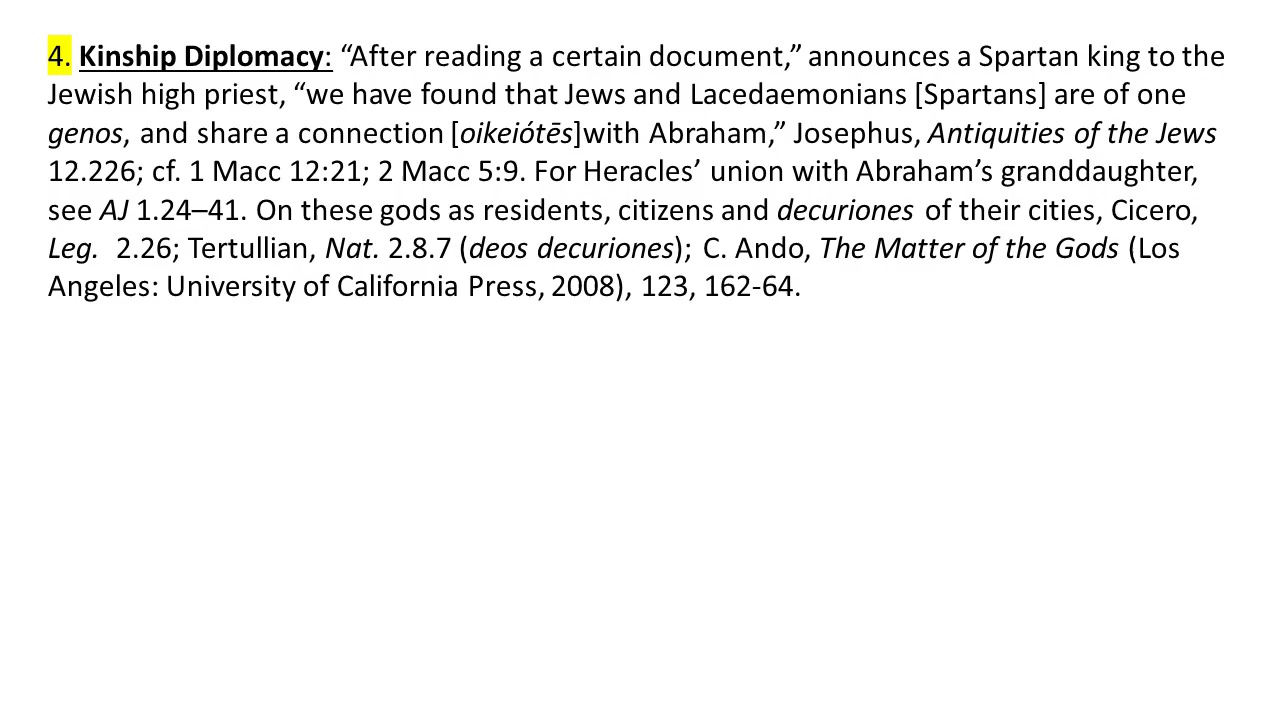 4. Kinship Diplomacy: “After reading a certain document,” announces a Spartan king to the
Jewish high priest, “we have found that Jews and Lacedaemonians [Spartans] are of one
genos, and share a connection [oikeiótēs]with Abraham,” Josephus, Antiquities of the Jews
12.226; cf. 1 Macc 12:21; 2 Macc 5:9. For Heracles’ union with Abraham’s granddaughter,
see AJ 1.24–41. On these gods as residents, citizens and decuriones of their cities, Cicero,
Leg. 2.26; Tertullian, Nat. 2.8.7 (deos decuriones); C. Ando, The Matter of the Gods (Los
Angeles: University of California Press, 2008), 123, 162-64.